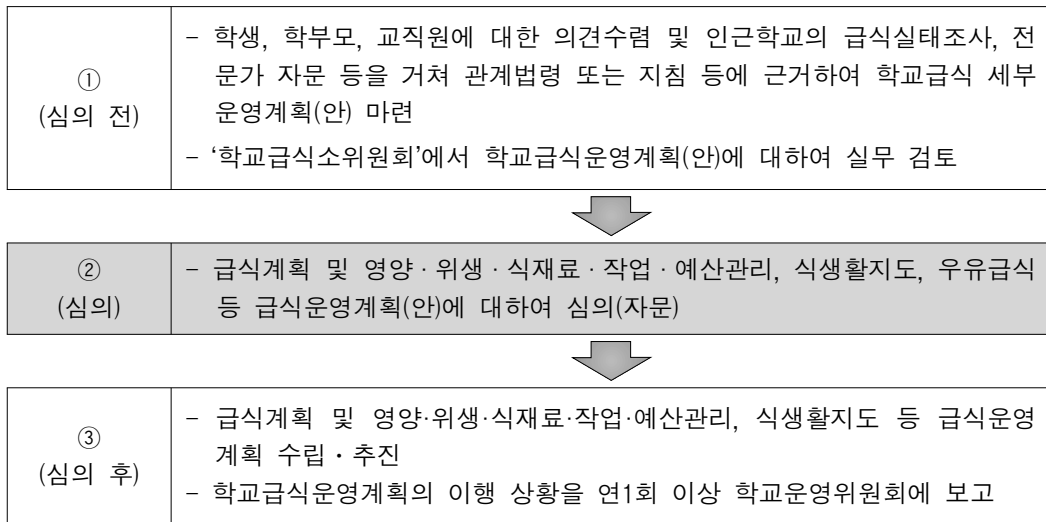 ①
(심의 전)
- 학생, 학부모, 교직원에 대한 의견수렴 및 인근학교의 급식실태조사, 전
문가 자문 등을 거쳐 관계법령 또는 지침 등에 근거하여 학교급식 세부
운영계획(안) 마련
- ‘학교급식소위원회’에서 학교급식운영계획(안)에 대하여 실무 검토
②
(심의)
- 급식계획 및 영양 · 위생 · 식재료 · 작업 · 예산관리, 식생활지도, 우유급식
등 급식운영계획(안)에 대하여 심의(자문)
③
(심의 후)
- 급식계획 및 영양·위생·식재료·작업·예산관리, 식생활지도 등 급식운영
계획 수립 · 추진
- 학교급식운영계획의 이행 상황을 연1회 이상 학교운영위원회에 보고